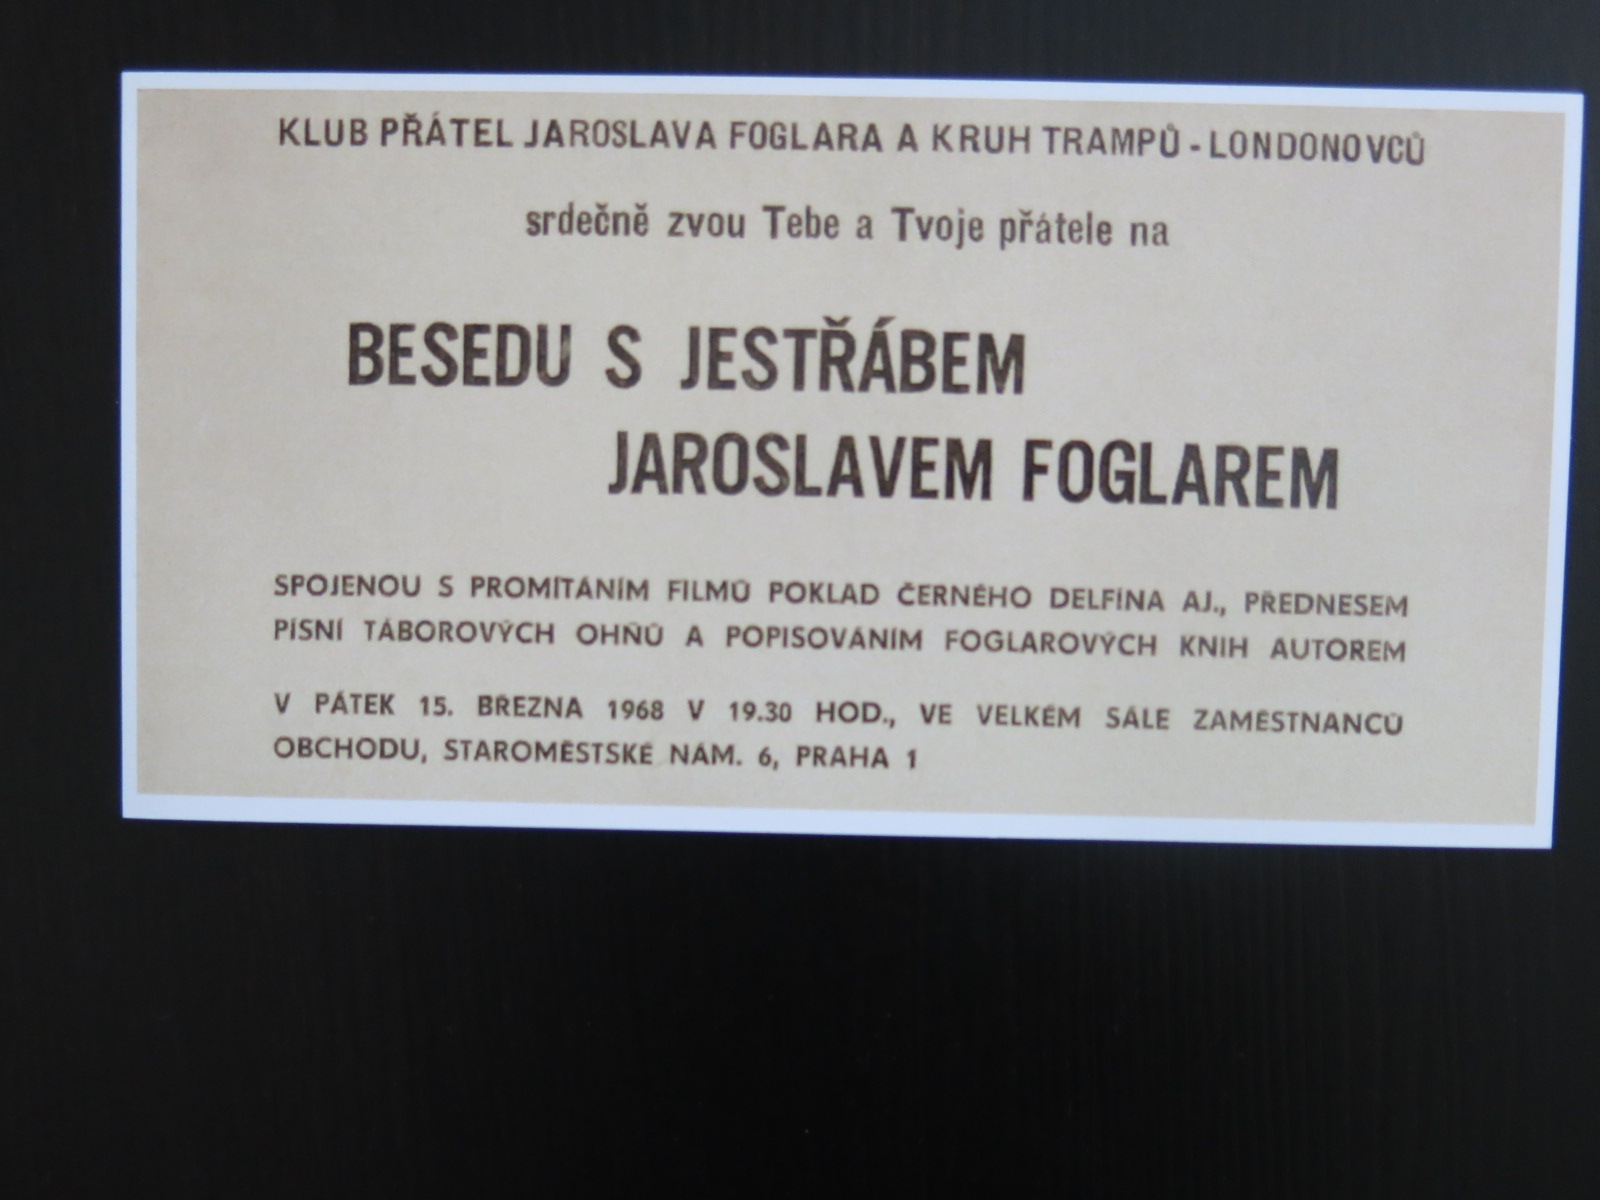 KLUB PŘÁTEL JAROSLAVA FOGLARA A KRUH TRAMPŮ - LONDONOVCŮ
srdečně zvou Tebe a Tvoje přátele na
BESEDU S JESTŘÁBEM
JAROSLAVEM FOGLAREM
SPOJENOU S PROMÍTÁNÍM FILMŮ POKLAD ČERNÉHO DELFÍNA AJ., PŘEDNESEM
PÍSNÍ TÁBOROVÝCH OHŇŮ A POPISOVÁNÍM FOGLAROVÝCH KNIH AUTOREM
V PÁTEK 15. BŘEZNA 1968 V 19.30 HOD., VE VELKÉM SÁLE ZAMĚSTNANCŮ
OBCHODU, STAROMĚSTSKÉ NÁM. 6, PRAHA 1